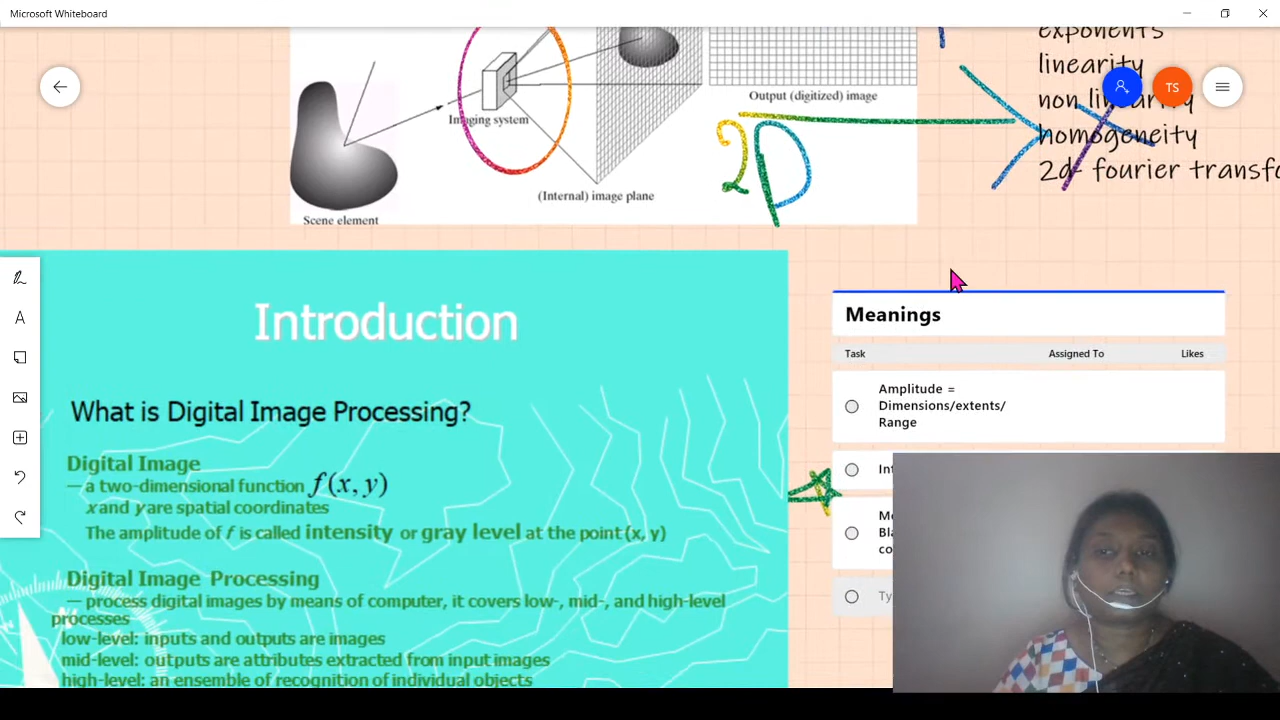 Microsoft Whiteboard
exponents
linearity
non linearity
homogeneity
2d- fourier transfo
TS
Output (digitized) image
Imaging system
2D
(Internal) image plane
Scene element
Introduction
What is Digital Image Processing?
Digital Image
— a two-dimensional function f(x, y)
x and y are spatial coordinates
The amplitude of f is called intensity or gray level at the point (x, y)
Digital Image Processing
— process digital images by means of computer, it covers low-, mid-, and high-level
processes
low-level: inputs and outputs are images
mid-level: outputs are attributes extracted from input images
high-level: an ensemble of recognition of individual objects
Meanings
Task Assigned To Likes
Amplitude =
Dimensions/extents/
Range